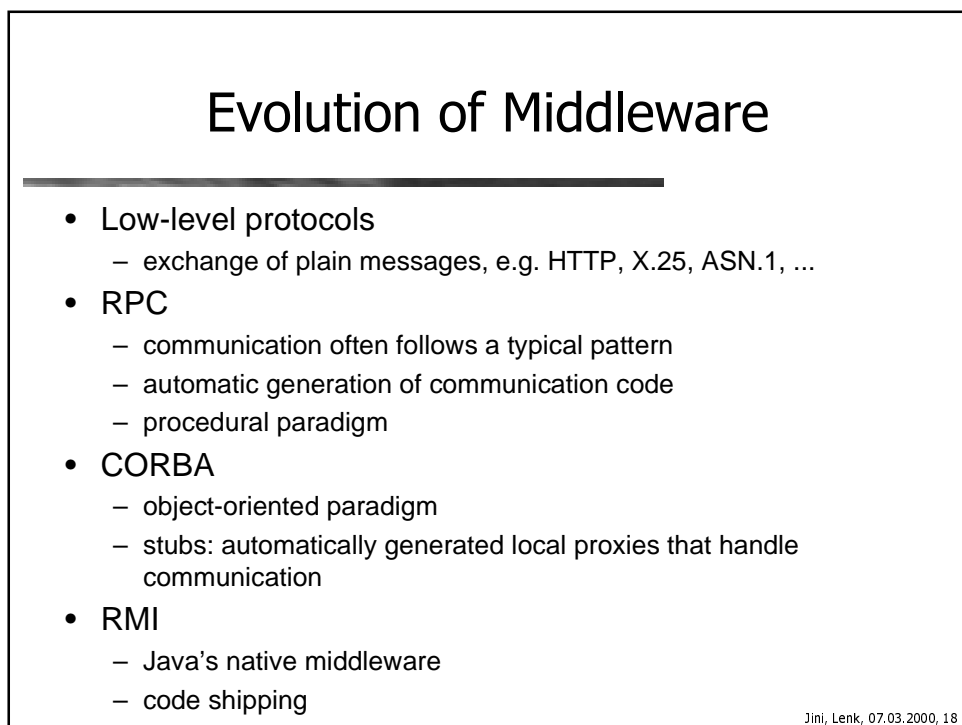 Evolution of Middleware
• Low-level protocols
– exchange of plain messages, e.g. HTTP, X.25, ASN.1, ...
• RPC
– communication often follows a typical pattern
– automatic generation of communication code
– procedural paradigm
• CORBA
– object-oriented paradigm
– stubs: automatically generated local proxies that handle
communication
• RMI
– Java's native middleware
– code shipping
Jini, Lenk, 07.03.2000, 18